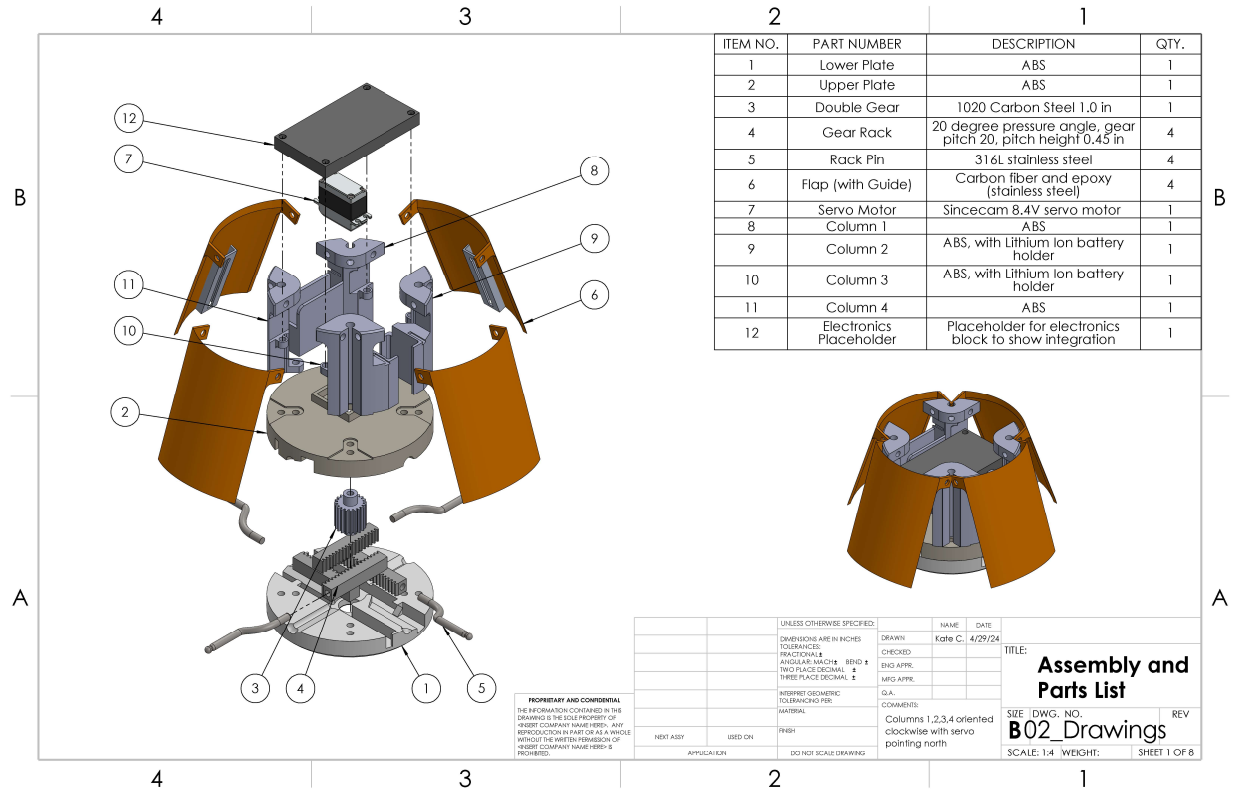 4 3 2 1
ITEM NO. PART NUMBER DESCRIPTION QTY.
1 Lower Plate ABS 1
2 Upper Plate ABS 1
3 Double Gear 1020 Carbon Steel 1.0 in 1
4 Gear Rack 20 degree pressure angle, gear
pitch 20, pitch height 0.45 in 4
5 Rack Pin 316L stainless steel 4
6 Flap (with Guide) Carbon fiber and epoxy
(stainless steel) 4
7 Servo Motor Sincecam 8.4V servo motor 1
8 Column 1 ABS 1
9 Column 2 ABS, with Lithium Ion battery
holder 1
10 Column 3 ABS, with Lithium Ion battery
holder 1
11 Column 4 ABS 1
12 Electronics
Placeholder Placeholder for electronics
block to show integration 1
B B
12
7
8
9
11
6
10
2
A A
3 4 1 5
PROPRIETARY AND CONFIDENTIAL
THE INFORMATION CONTAINED IN THIS
DRAWING IS THE SOLE PROPERTY OF
<INSERT COMPANY NAME HERE>. ANY
REPRODUCTION IN PART OR AS A WHOLE
WITHOUT THE WRITTEN PERMISSION OF
<INSERT COMPANY NAME HERE> IS
PROHIBITED.
NEXT ASSY USED ON
APPLICATION
UNLESS OTHERWISE SPECIFIED:
DIMENSIONS ARE IN INCHES
TOLERANCES:
FRACTIONAL±
ANGULAR: MACH± BEND ±
TWO PLACE DECIMAL ±
THREE PLACE DECIMAL ±
INTERPRET GEOMETRIC
TOLERANCING PER:
MATERIAL
FINISH
DO NOT SCALE DRAWING
NAME DATE
DRAWN Kate C. 4/29/24
CHECKED
ENG APPR.
MFG APPR.
Q.A.
COMMENTS:
Columns 1,2,3,4 oriented
clockwise with servo
pointing north
TITLE:
Assembly and
Parts List
SIZE DWG. NO. REV
B 02_Drawings
SCALE: 1:4 WEIGHT: SHEET 1 OF 8
4 3 2 1